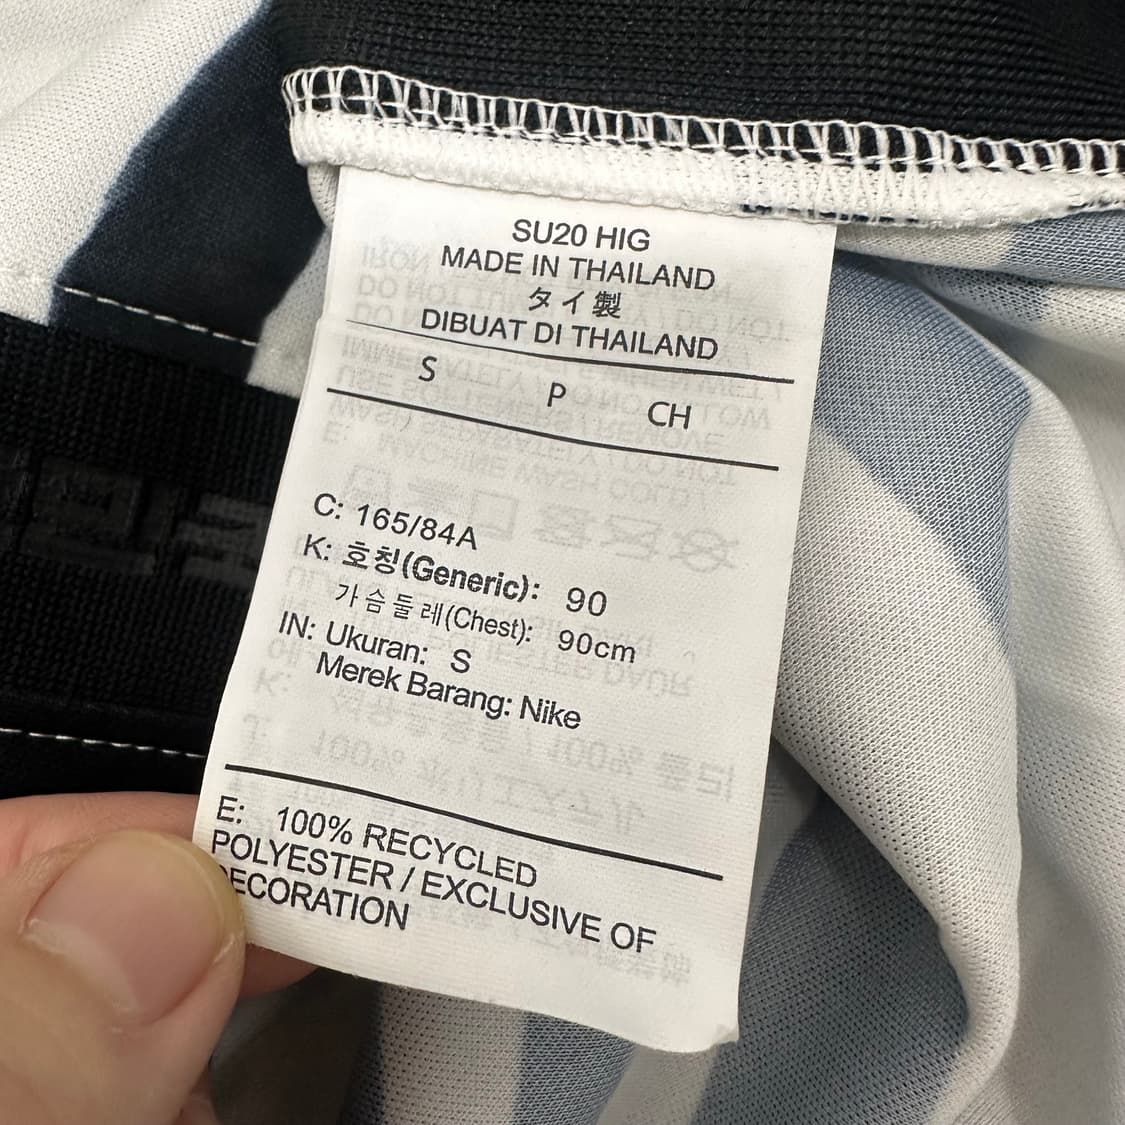 SU20 HIG
MADE IN THAILAND
タイ製
DIBUAT DI THAILAND
S P CH
C: 165/84A
K: 호칭(Generic): 90
가슴둘레(Chest): 90cm
IN: Ukuran: S
Merek Barang: Nike
E: 100% RECYCLED
POLYESTER / EXCLUSIVE OF
DECORATION